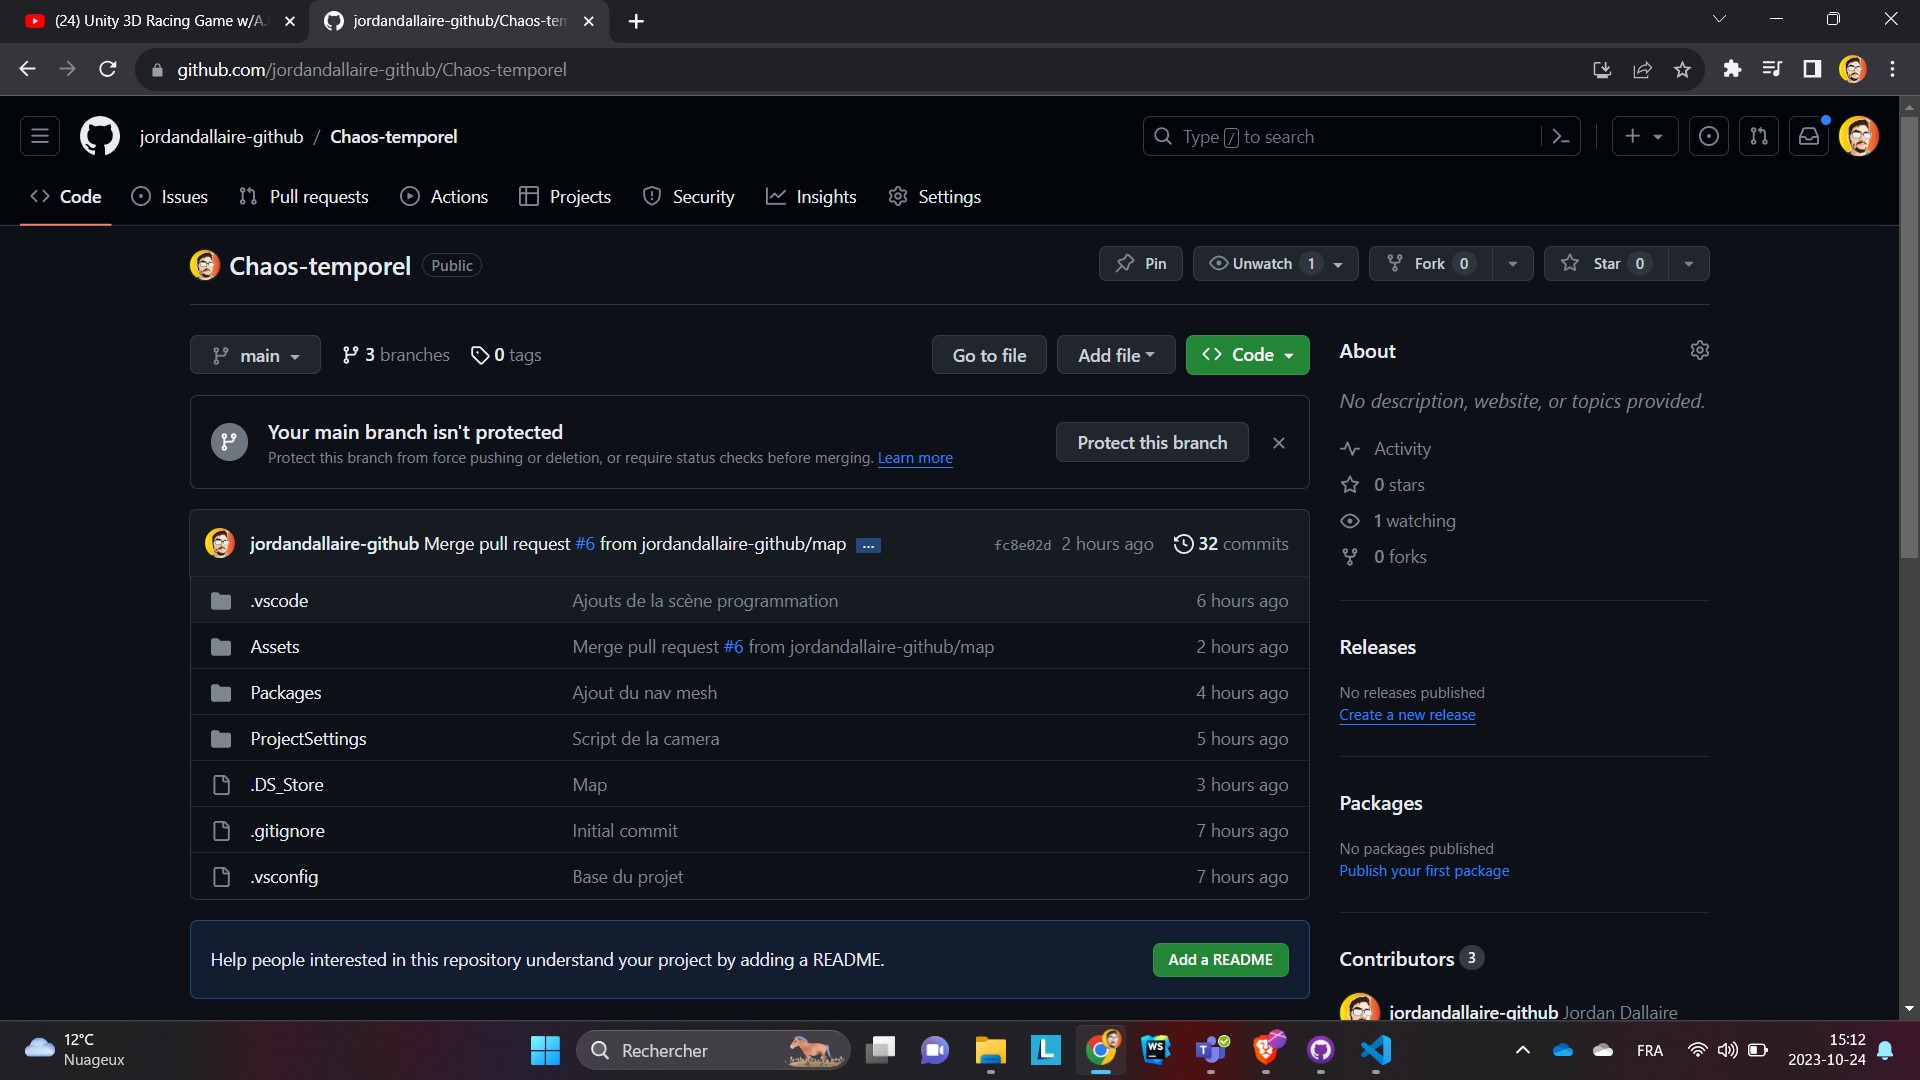 (24) Unity 3D Racing Game w/A.
jordandallaire-github/Chaos-tem
github.com/jordandallaire-github/Chaos-temporel
jordandallaire-github / Chaos-temporel
Type / to search
Code
Issues
Pull requests
Actions
Projects
Security
Insights
Settings
Chaos-temporel Public
Pin
Unwatch 1
Fork 0
Star 0
main
3 branches
0 tags
Go to file
Add file
Code
Your main branch isn't protected
Protect this branch from force pushing or deletion, or require status checks before merging. Learn more
Protect this branch
jordandallaire-github Merge pull request #6 from jordandallaire-github/map ...
fc8e02d 2 hours ago
32 commits
.vscode Ajouts de la scène programmation 6 hours ago
Assets Merge pull request #6 from jordandallaire-github/map 2 hours ago
Packages Ajout du nav mesh 4 hours ago
ProjectSettings Script de la camera 5 hours ago
.DS_Store Map 3 hours ago
.gitignore Initial commit 7 hours ago
.vsconfig Base du projet 7 hours ago
Help people interested in this repository understand your project by adding a README.
Add a README
About
No description, website, or topics provided.
Activity
0 stars
1 watching
0 forks
Releases
No releases published
Create a new release
Packages
No packages published
Publish your first package
Contributors 3
jordandallaire-github Jordan Dallaire
12°C
Nuageux
Rechercher
L
WS
T
FRA
15:12
2023-10-24